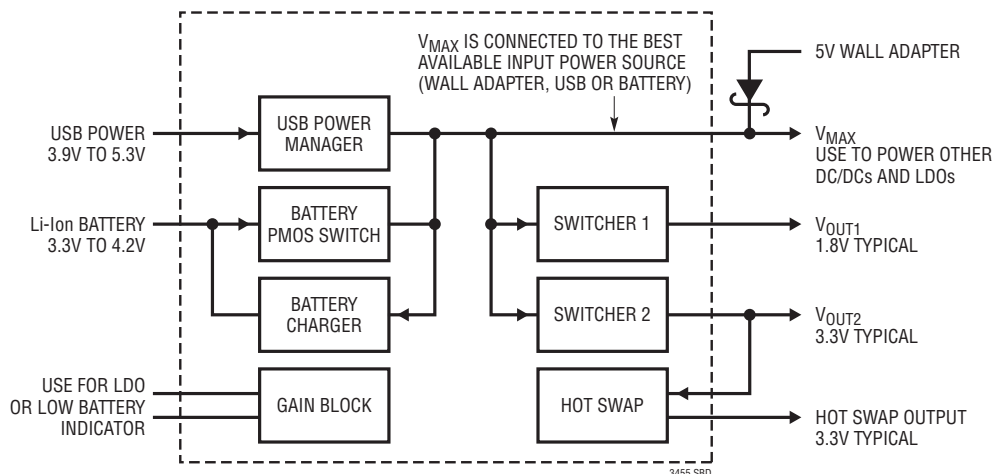 V_MAX IS CONNECTED TO THE BEST
AVAILABLE INPUT POWER SOURCE
(WALL ADAPTER, USB OR BATTERY)
5V WALL ADAPTER
USB POWER
3.9V TO 5.3V
USB POWER
MANAGER
V_MAX
USE TO POWER OTHER
DC/DCs AND LDOs
Li-Ion BATTERY
3.3V TO 4.2V
BATTERY
PMOS SWITCH
SWITCHER 1
V_OUT1
1.8V TYPICAL
BATTERY
CHARGER
SWITCHER 2
V_OUT2
3.3V TYPICAL
USE FOR LDO
OR LOW BATTERY
INDICATOR
GAIN BLOCK
HOT SWAP
HOT SWAP OUTPUT
3.3V TYPICAL
3455 SBD